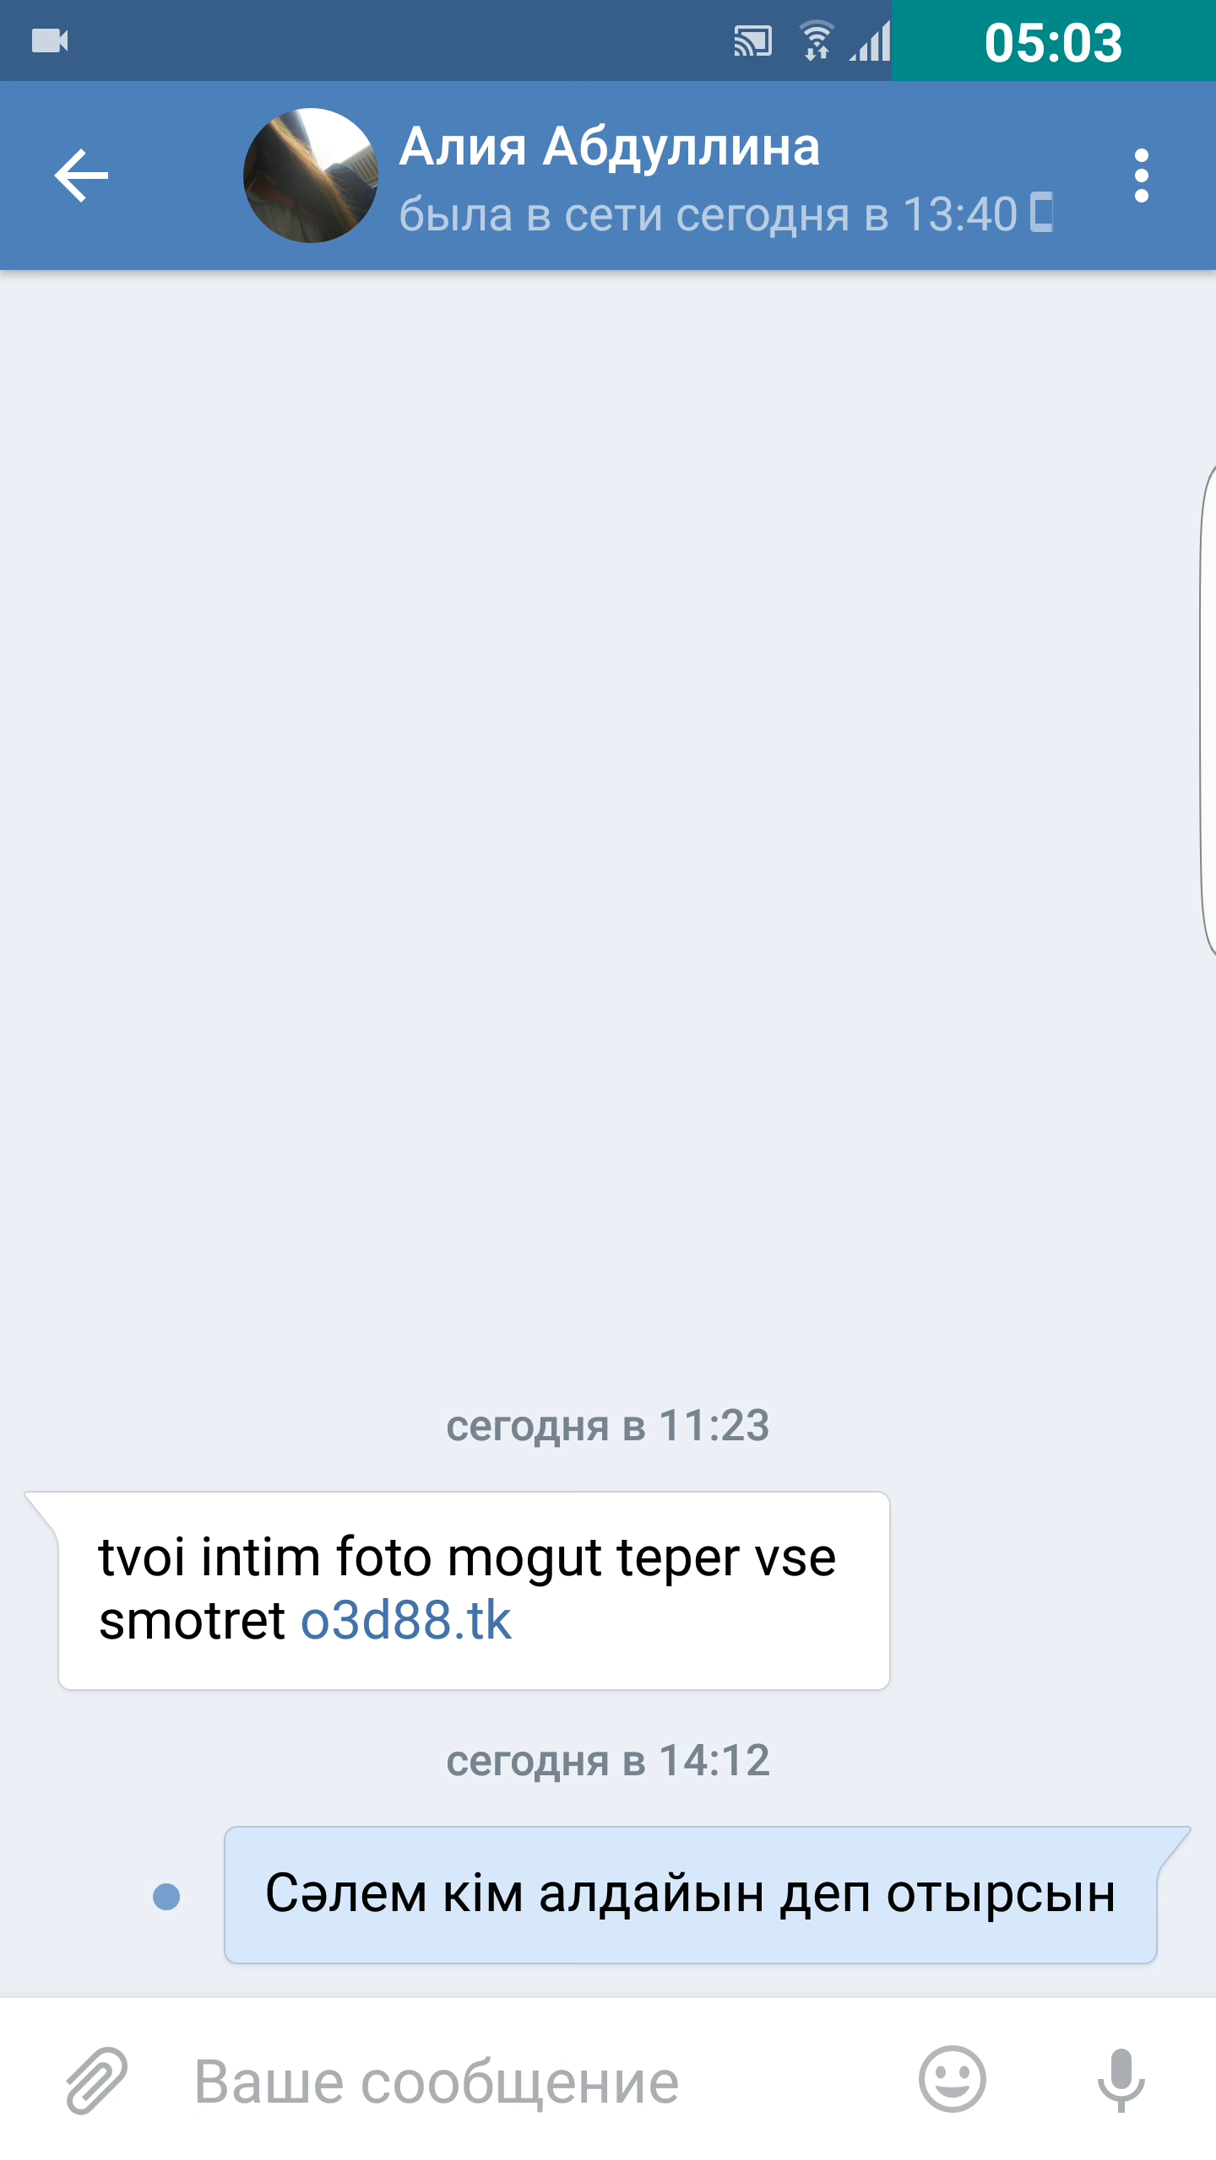 05:03
Алия Абдуллина
была в сети сегодня в 13:40
сегодня в 11:23
tvoi intim foto mogut teper vse
smotret o3d88.tk
сегодня в 14:12
Сәлем кім алдайын деп отырсын
Ваше сообщение